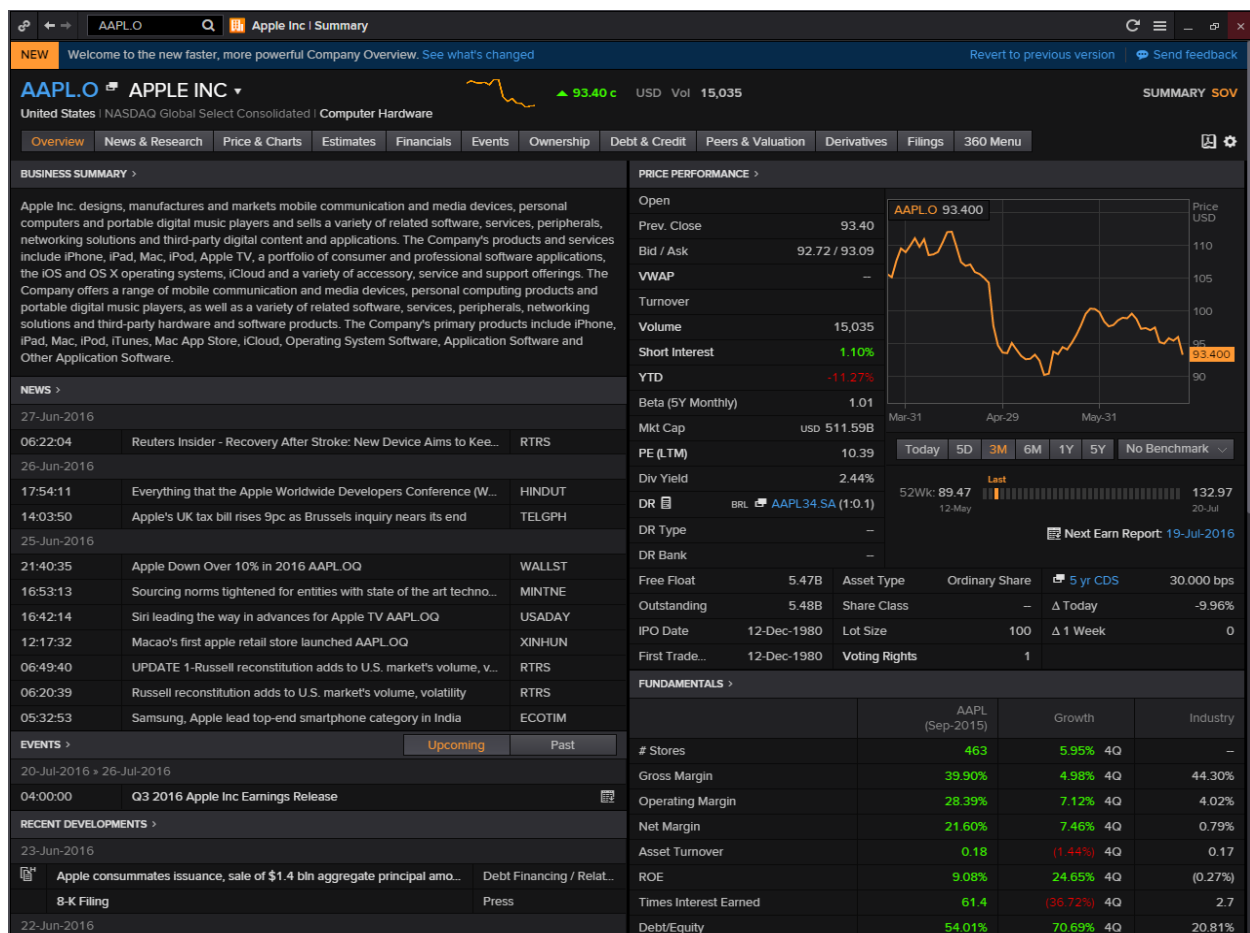 AAPL.O Apple Inc | Summary
NEW Welcome to the new faster, more powerful Company Overview. See what's changed Revert to previous version Send feedback
AAPL.O APPLE INC 93.40 c USD Vol 15,035 SUMMARY SOV
United States | NASDAQ Global Select Consolidated | Computer Hardware
Overview News & Research Price & Charts Estimates Financials Events Ownership Debt & Credit Peers & Valuation Derivatives Filings 360 Menu
BUSINESS SUMMARY >
Apple Inc. designs, manufactures and markets mobile communication and media devices, personal
computers and portable digital music players and sells a variety of related software, services, peripherals,
networking solutions and third-party digital content and applications. The Company's products and services
include iPhone, iPad, Mac, iPod, Apple TV, a portfolio of consumer and professional software applications,
the iOS and OS X operating systems, iCloud and a variety of accessory, service and support offerings. The
Company offers a range of mobile communication and media devices, personal computing products and
portable digital music players, as well as a variety of related software, services, peripherals, networking
solutions and third-party hardware and software products. The Company's primary products include iPhone,
iPad, Mac, iPod, iTunes, Mac App Store, iCloud, Operating System Software, Application Software and
Other Application Software.
NEWS >
27-Jun-2016
06:22:04 Reuters Insider - Recovery After Stroke: New Device Aims to Kee... RTRS
26-Jun-2016
17:54:11 Everything that the Apple Worldwide Developers Conference (W... HINDUT
14:03:50 Apple's UK tax bill rises 9pc as Brussels inquiry nears its end TELGPH
25-Jun-2016
21:40:35 Apple Down Over 10% in 2016 AAPL.OQ WALLST
16:53:13 Sourcing norms tightened for entities with state of the art techno... MINTNE
16:42:14 Siri leading the way in advances for Apple TV AAPL.OQ USADAY
12:17:32 Macao's first apple retail store launched AAPL.OQ XINHUN
06:49:40 UPDATE 1-Russell reconstitution adds to U.S. market's volume, v... RTRS
06:20:39 Russell reconstitution adds to U.S. market's volume, volatility RTRS
05:32:53 Samsung, Apple lead top-end smartphone category in India ECOTIM
EVENTS > Upcoming Past
20-Jul-2016 » 26-Jul-2016
04:00:00 Q3 2016 Apple Inc Earnings Release
RECENT DEVELOPMENTS >
23-Jun-2016
Apple consummates issuance, sale of $1.4 bln aggregate principal amo... Debt Financing / Relat...
8-K Filing Press
22-Jun-2016
PRICE PERFORMANCE >
Open
Prev. Close 93.40
Bid / Ask 92.72 / 93.09
VWAP –
Turnover
Volume 15,035
Short Interest 1.10%
YTD -11.27%
Beta (5Y Monthly) 1.01
Mkt Cap USD 511.59B
PE (LTM) 10.39
Div Yield 2.44%
DR BRL AAPL34.SA (1:0.1)
DR Type –
DR Bank –
AAPL.O 93.400
Price
USD
110
105
100
95
93.400
90
Mar-31 Apr-29 May-31
Today 5D 3M 6M 1Y 5Y No Benchmark
Last
52Wk: 89.47 132.97
12-May 20-Jul
Next Earn Report: 19-Jul-2016
Free Float 5.47B Asset Type Ordinary Share 5 yr CDS 30.000 bps
Outstanding 5.48B Share Class – Δ Today -9.96%
IPO Date 12-Dec-1980 Lot Size 100 Δ 1 Week 0
First Trade... 12-Dec-1980 Voting Rights 1
FUNDAMENTALS >
AAPL
(Sep-2015) Growth Industry
# Stores 463 5.95% 4Q –
Gross Margin 39.90% 4.98% 4Q 44.30%
Operating Margin 28.39% 7.12% 4Q 4.02%
Net Margin 21.60% 7.46% 4Q 0.79%
Asset Turnover 0.18 (1.44%) 4Q 0.17
ROE 9.08% 24.65% 4Q (0.27%)
Times Interest Earned 61.4 (36.72%) 4Q 2.7
Debt/Equity 54.01% 70.69% 4Q 20.81%